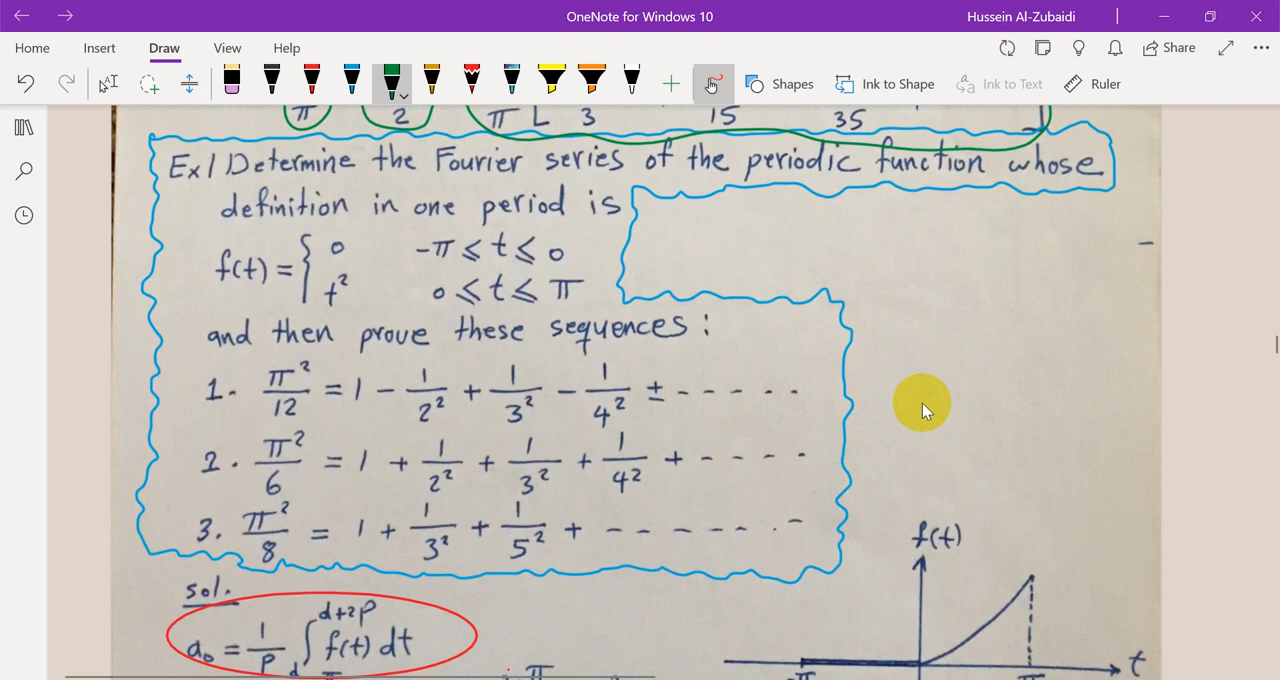 OneNote for Windows 10
Hussein Al-Zubaidi
Home Insert Draw View Help
Share
Shapes Ink to Shape Ink to Text Ruler
π 2 π [ 3 15 35 ]
Ex/ Determine the Fourier series of the periodic function whose
definition in one period is
f(t) = { 0 -π ≤ t ≤ 0
t² 0 ≤ t ≤ π
and then prove these sequences :
1. π²/12 = 1 - 1/2² + 1/3² - 1/4² ± - - - - -
2. π²/6 = 1 + 1/2² + 1/3² + 1/4² + - - - -
3. π²/8 = 1 + 1/3² + 1/5² + - - - - - . -
f(t)
sol.
a₀ = 1/P ∫_d^{d+2P} f(t) dt
t
-π π
π